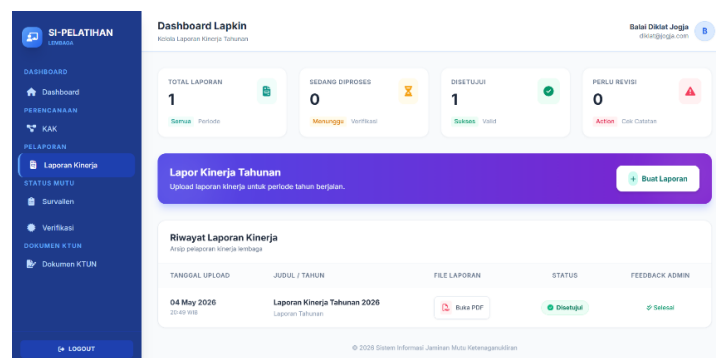 SI-PELATIHAN
LEMBAGA
DASHBOARD
Dashboard
PERENCANAAN
KAK
PELAPORAN
Laporan Kinerja
STATUS MUTU
Survailen
Verifikasi
DOKUMEN KTUN
Dokumen KTUN
LOGOUT
Dashboard Lapkin
Kelola Laporan Kinerja Tahunan
Balai Diklat Jogja
diklat@jogja.com
B
TOTAL LAPORAN
1
Semua Periode
SEDANG DIPROSES
0
Menunggu Verifikasi
DISETUJUI
1
Sukses Valid
PERLU REVISI
0
Action Cek Catatan
Lapor Kinerja Tahunan
Upload laporan kinerja untuk periode tahun berjalan.
+ Buat Laporan
Riwayat Laporan Kinerja
Arsip pelaporan kinerja lembaga
TANGGAL UPLOAD JUDUL / TAHUN FILE LAPORAN STATUS FEEDBACK ADMIN
04 May 2026 Laporan Kinerja Tahunan 2026 Buka PDF Disetujui Selesai
20:49 WIB Laporan Tahunan
© 2026 Sistem Informasi Jaminan Mutu Ketenaganukliran